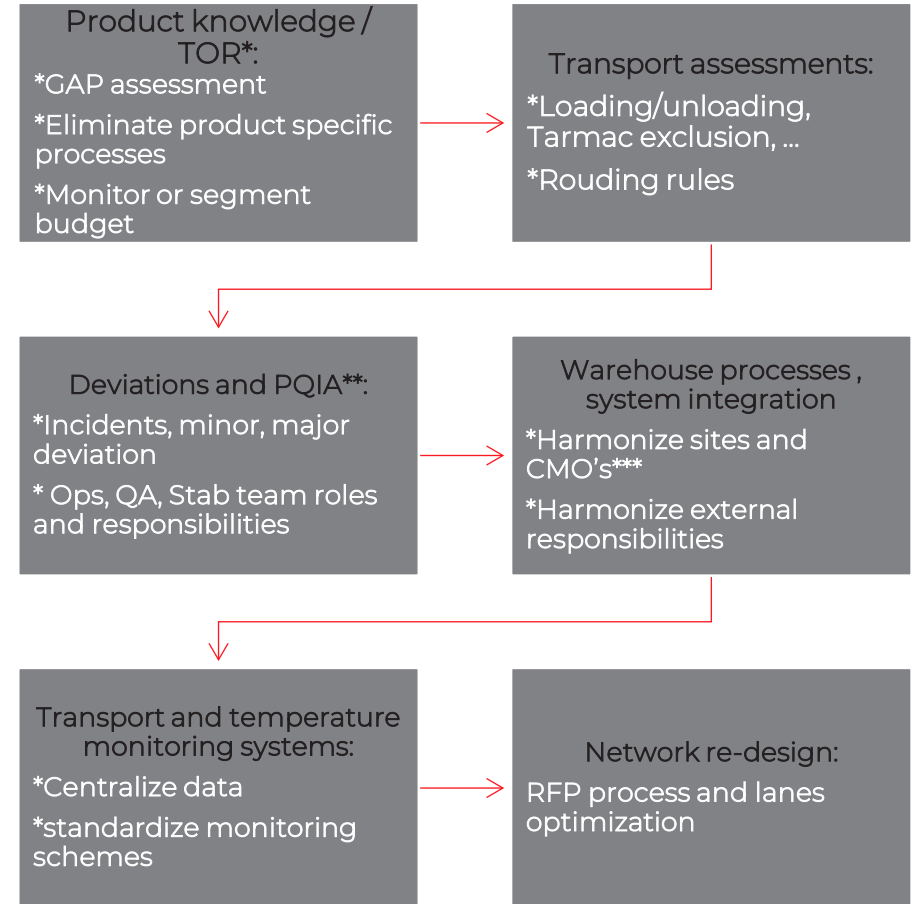 Product knowledge /
TOR*:
*GAP assessment
*Eliminate product specific
processes
*Monitor or segment
budget
Transport assessments:
*Loading/unloading,
Tarmac exclusion, ...
*Rouding rules
Deviations and PQIA**:
*Incidents, minor, major
deviation
* Ops, QA, Stab team roles
and responsibilities
Warehouse processes ,
system integration
*Harmonize sites and
CMO's***
*Harmonize external
responsibilities
Transport and temperature
monitoring systems:
*Centralize data
*standardize monitoring
schemes
Network re-design:
RFP process and lanes
optimization